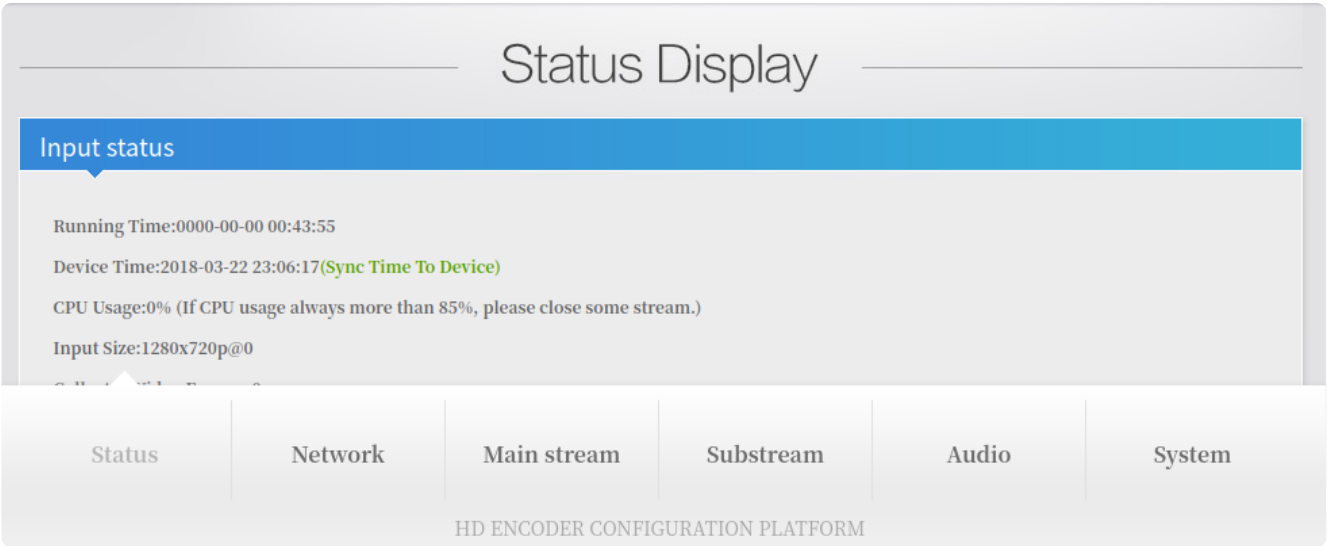 Status Display
Input status
Running Time:0000-00-00 00:43:55
Device Time:2018-03-22 23:06:17(Sync Time To Device)
CPU Usage:0% (If CPU usage always more than 85%, please close some stream.)
Input Size:1280x720p@0
Status
Network
Main stream
Substream
Audio
System
HD ENCODER CONFIGURATION PLATFORM